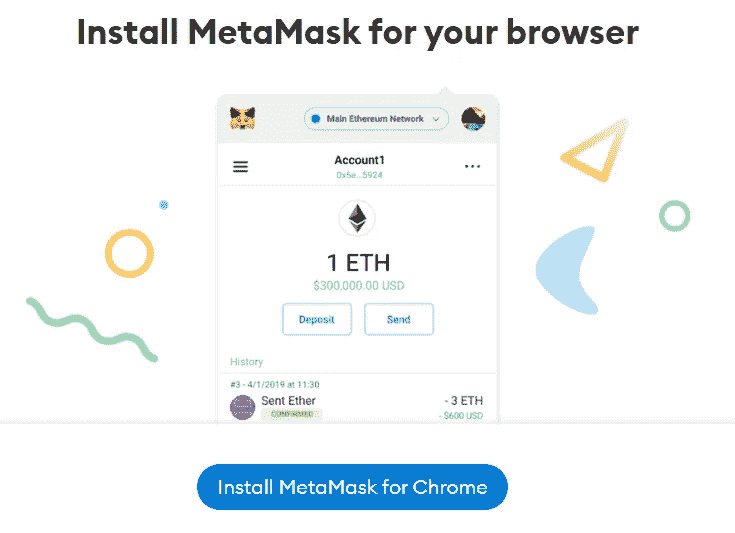 Install MetaMask for your browser
Main Ethereum Network
Account1
0x5e...5924
1 ETH
$300,000.00 USD
Deposit Send
History
#3 - 4/1/2019 at 11:30
Sent Ether - 3 ETH
CONFIRMED - $600 USD
Install MetaMask for Chrome